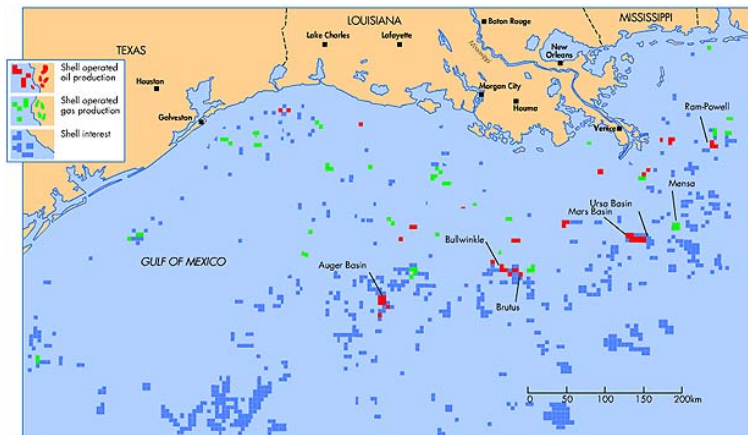 LOUISIANA
MISSISSIPPI
TEXAS
Baton Rouge
Lake Charles
Lafayette
New
Orleans
Mississippi
Houston
Morgan City
Houma
Galveston
Venice
Shell operated
oil production
Shell operated
gas production
Shell interest
Ram-Powell
Mensa
Ursa Basin
Mars Basin
Bullwinkle
GULF OF MEXICO
Auger Basin
Brutus
0 50 100 150 200km